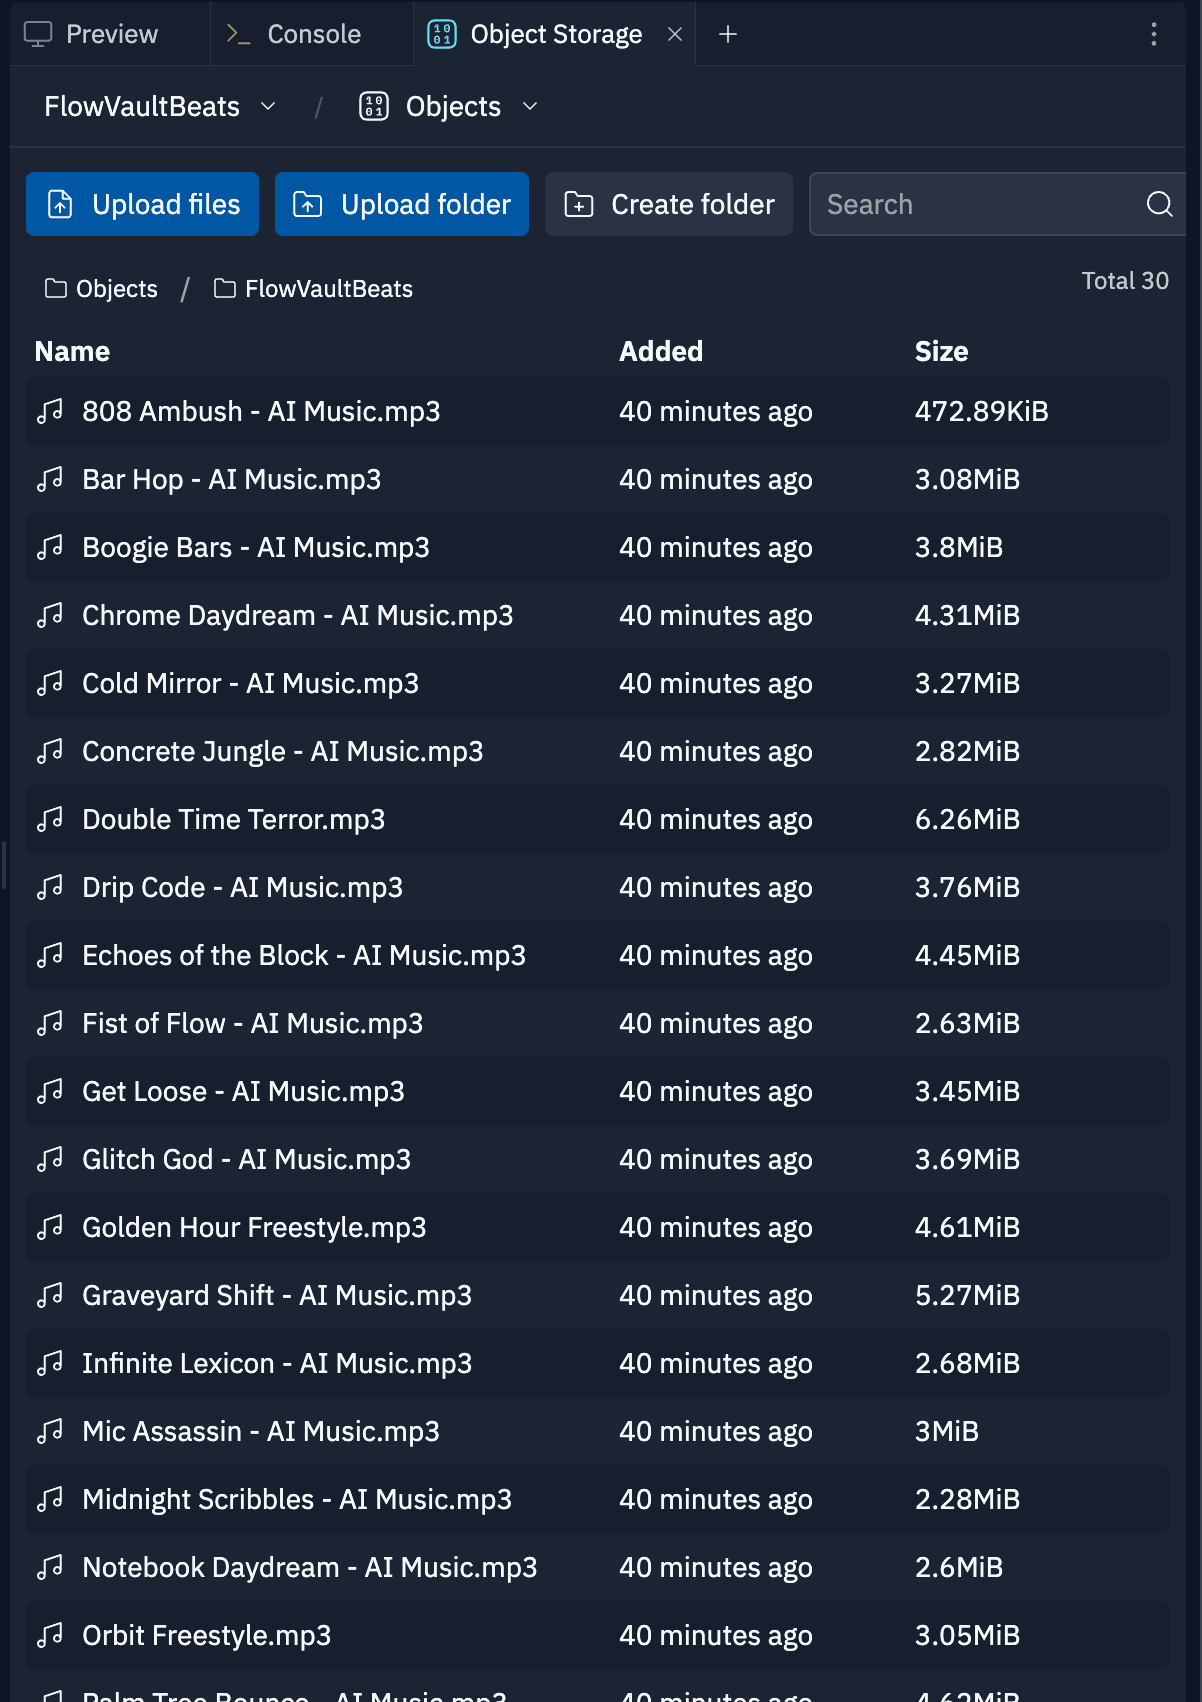 Preview Console Object Storage
FlowVaultBeats / Objects
Upload files Upload folder Create folder Search
Objects / FlowVaultBeats Total 30
Name Added Size
808 Ambush - AI Music.mp3 40 minutes ago 472.89KiB
Bar Hop - AI Music.mp3 40 minutes ago 3.08MiB
Boogie Bars - AI Music.mp3 40 minutes ago 3.8MiB
Chrome Daydream - AI Music.mp3 40 minutes ago 4.31MiB
Cold Mirror - AI Music.mp3 40 minutes ago 3.27MiB
Concrete Jungle - AI Music.mp3 40 minutes ago 2.82MiB
Double Time Terror.mp3 40 minutes ago 6.26MiB
Drip Code - AI Music.mp3 40 minutes ago 3.76MiB
Echoes of the Block - AI Music.mp3 40 minutes ago 4.45MiB
Fist of Flow - AI Music.mp3 40 minutes ago 2.63MiB
Get Loose - AI Music.mp3 40 minutes ago 3.45MiB
Glitch God - AI Music.mp3 40 minutes ago 3.69MiB
Golden Hour Freestyle.mp3 40 minutes ago 4.61MiB
Graveyard Shift - AI Music.mp3 40 minutes ago 5.27MiB
Infinite Lexicon - AI Music.mp3 40 minutes ago 2.68MiB
Mic Assassin - AI Music.mp3 40 minutes ago 3MiB
Midnight Scribbles - AI Music.mp3 40 minutes ago 2.28MiB
Notebook Daydream - AI Music.mp3 40 minutes ago 2.6MiB
Orbit Freestyle.mp3 40 minutes ago 3.05MiB
Palm Tree Bounce - AI Music.mp3 40 minutes ago